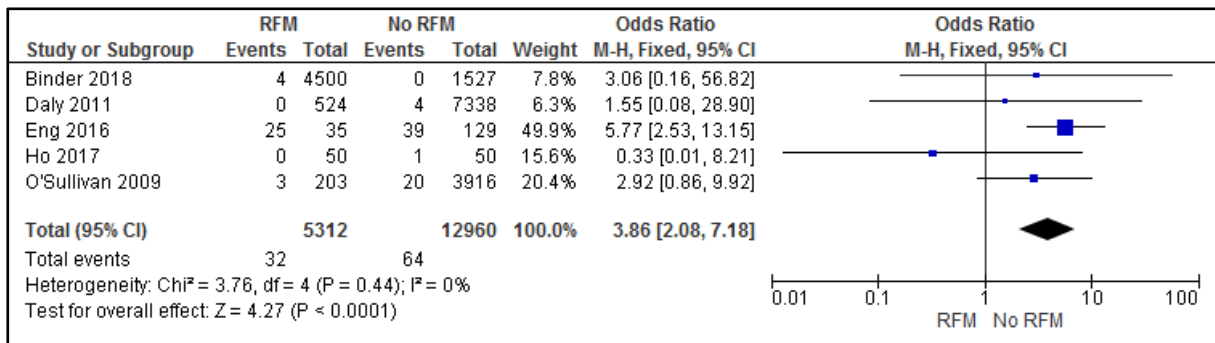 RFM No RFM Odds Ratio Odds Ratio
Study or Subgroup Events Total Events Total Weight M-H, Fixed, 95% CI M-H, Fixed, 95% CI
Binder 2018 4 4500 0 1527 7.8% 3.06 [0.16, 56.82]
Daly 2011 0 524 4 7338 6.3% 1.55 [0.08, 28.90]
Eng 2016 25 35 39 129 49.9% 5.77 [2.53, 13.15]
Ho 2017 0 50 1 50 15.6% 0.33 [0.01, 8.21]
O'Sullivan 2009 3 203 20 3916 20.4% 2.92 [0.86, 9.92]
Total (95% CI) 5312 12960 100.0% 3.86 [2.08, 7.18]
Total events 32 64
Heterogeneity: Chi² = 3.76, df = 4 (P = 0.44); I² = 0%
Test for overall effect: Z = 4.27 (P < 0.0001)
0.01 0.1 1 10 100
RFM No RFM